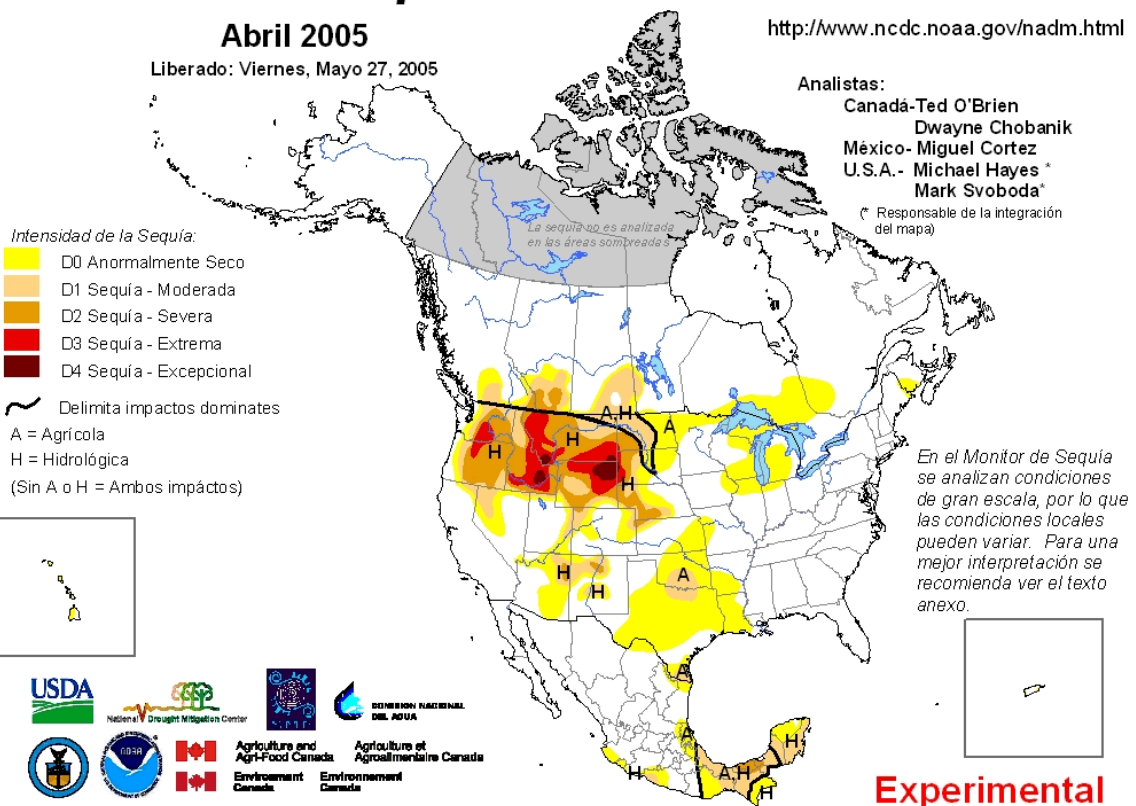 Abril 2005
Liberado: Viernes, Mayo 27, 2005
http://www.ncdc.noaa.gov/nadm.html
Analistas:
Canadá-Ted O'Brien
Dwayne Chobanik
México- Miguel Cortez
U.S.A.- Michael Hayes *
Mark Svoboda*
(* Responsable de la integración
del mapa)
La sequía no es analizada
en las áreas sombreadas
Intensidad de la Sequía:
D0 Anormalmente Seco
D1 Sequía - Moderada
D2 Sequía - Severa
D3 Sequía - Extrema
D4 Sequía - Excepcional
Delimita impactos dominates
A = Agrícola
H = Hidrológica
(Sin A o H = Ambos impáctos)
A,H
A
H
H
H
H
A
H
A
A
H
A,H
H
H
En el Monitor de Sequía
se analizan condiciones
de gran escala, por lo que
las condiciones locales
pueden variar. Para una
mejor interpretación se
recomienda ver el texto
anexo.
USDA
National Drought Mitigation Center
COMISION NACIONAL
DEL AGUA
NOAA
Agriculture and
Agri-Food Canada
Agriculture et
Agroalimentaire Canada
Environment
Canada
Environnement
Canada
Experimental